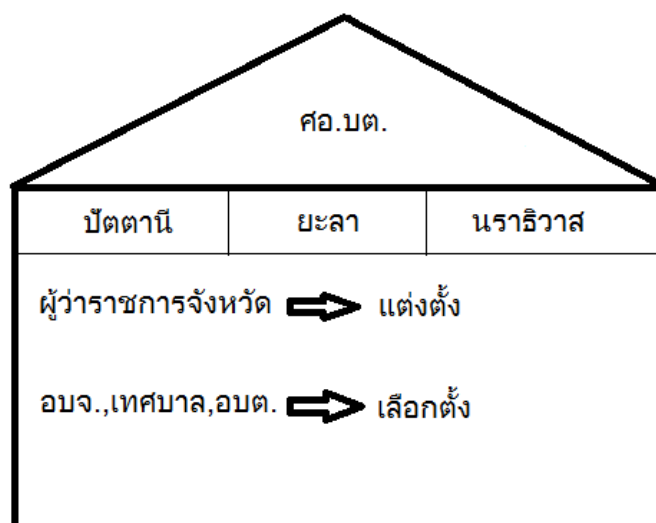 ศอ.บต.
ปัตตานี ยะลา นราธิวาส
ผู้ว่าราชการจังหวัด แต่งตั้ง
อบจ.,เทศบาล,อบต. เลือกตั้ง